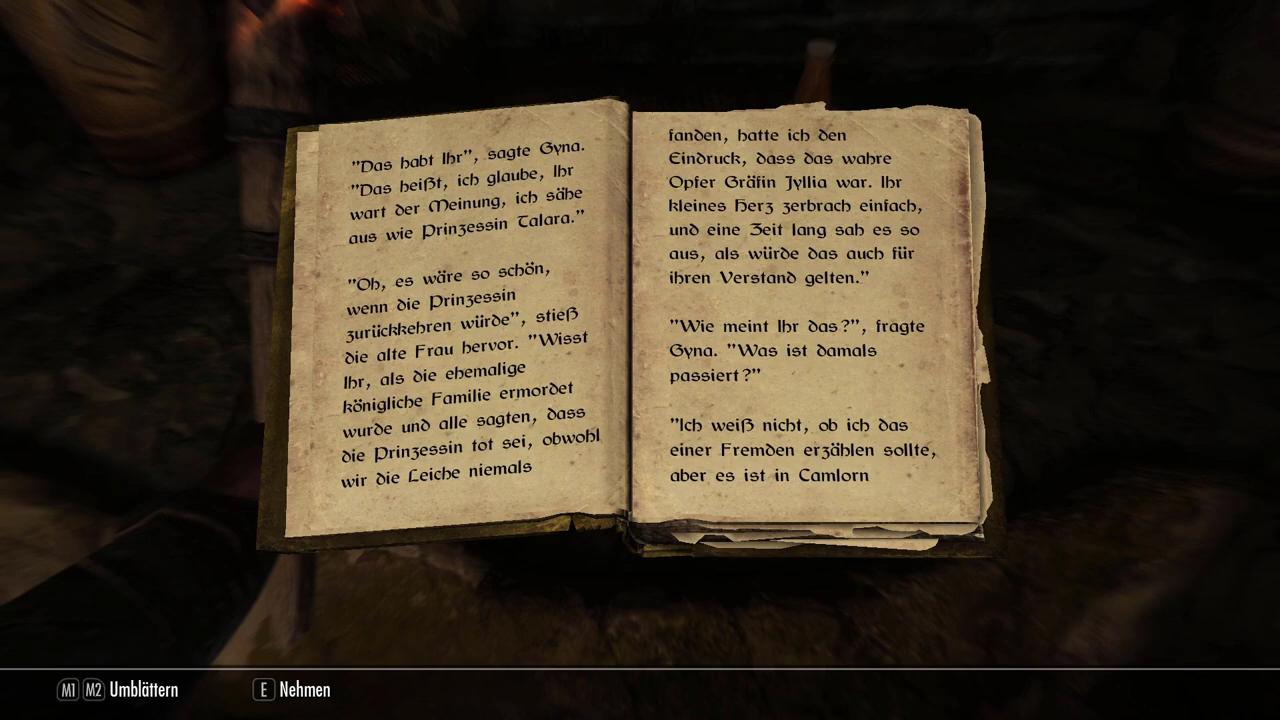 "Das habt Ihr", sagte Gyna.
"Das heißt, ich glaube, Ihr
wart der Meinung, ich sähe
aus wie Prinzessin Talara."
"Oh, es wäre so schön,
wenn die Prinzessin
zurückkehren würde", stieß
die alte Frau hervor. "Wisst
Ihr, als die ehemalige
königliche Familie ermordet
wurde und alle sagten, dass
die Prinzessin tot sei, obwohl
wir die Leiche niemals
fanden, hatte ich den
Eindruck, dass das wahre
Opfer Gräfin Jyllia war. Ihr
kleines Herz zerbrach einfach,
und eine Zeit lang sah es so
aus, als würde das auch für
ihren Verstand gelten."
"Wie meint Ihr das?", fragte
Gyna. "Was ist damals
passiert?"
"Ich weiß nicht, ob ich das
einer Fremden erzählen sollte,
aber es ist in Camlorn
M1 M2 Umblättern
E Nehmen